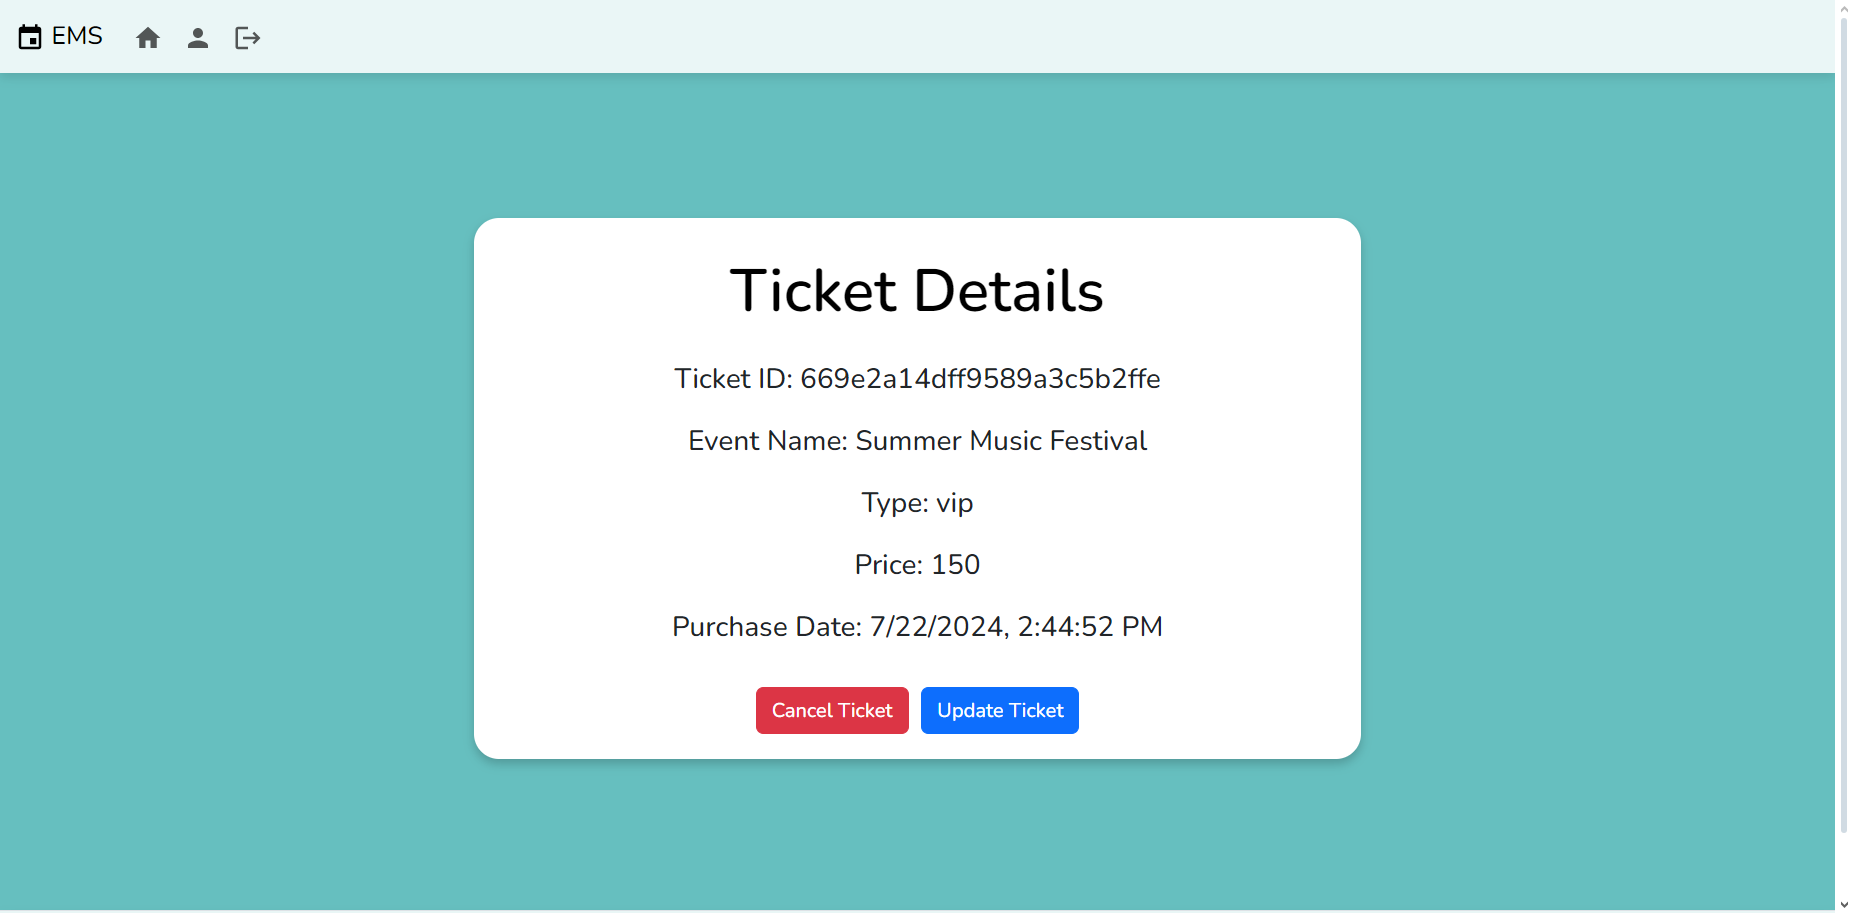 EMS
Ticket Details
Ticket ID: 669e2a14dff9589a3c5b2ffe
Event Name: Summer Music Festival
Type: vip
Price: 150
Purchase Date: 7/22/2024, 2:44:52 PM
Cancel Ticket Update Ticket